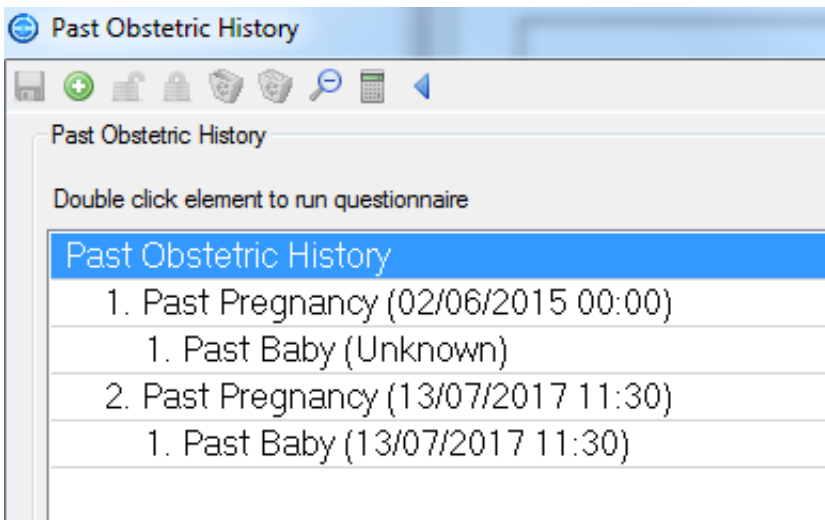 Past Obstetric History
Past Obstetric History
Double click element to run questionnaire
Past Obstetric History
1. Past Pregnancy (02/06/2015 00:00)
1. Past Baby (Unknown)
2. Past Pregnancy (13/07/2017 11:30)
1. Past Baby (13/07/2017 11:30)